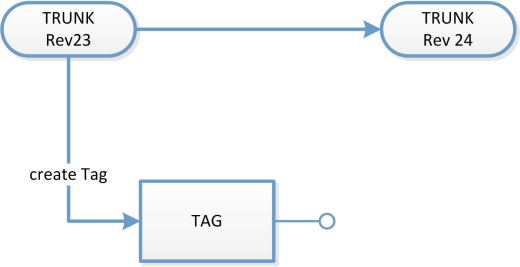 TRUNK
Rev23
TRUNK
Rev 24
create Tag
TAG